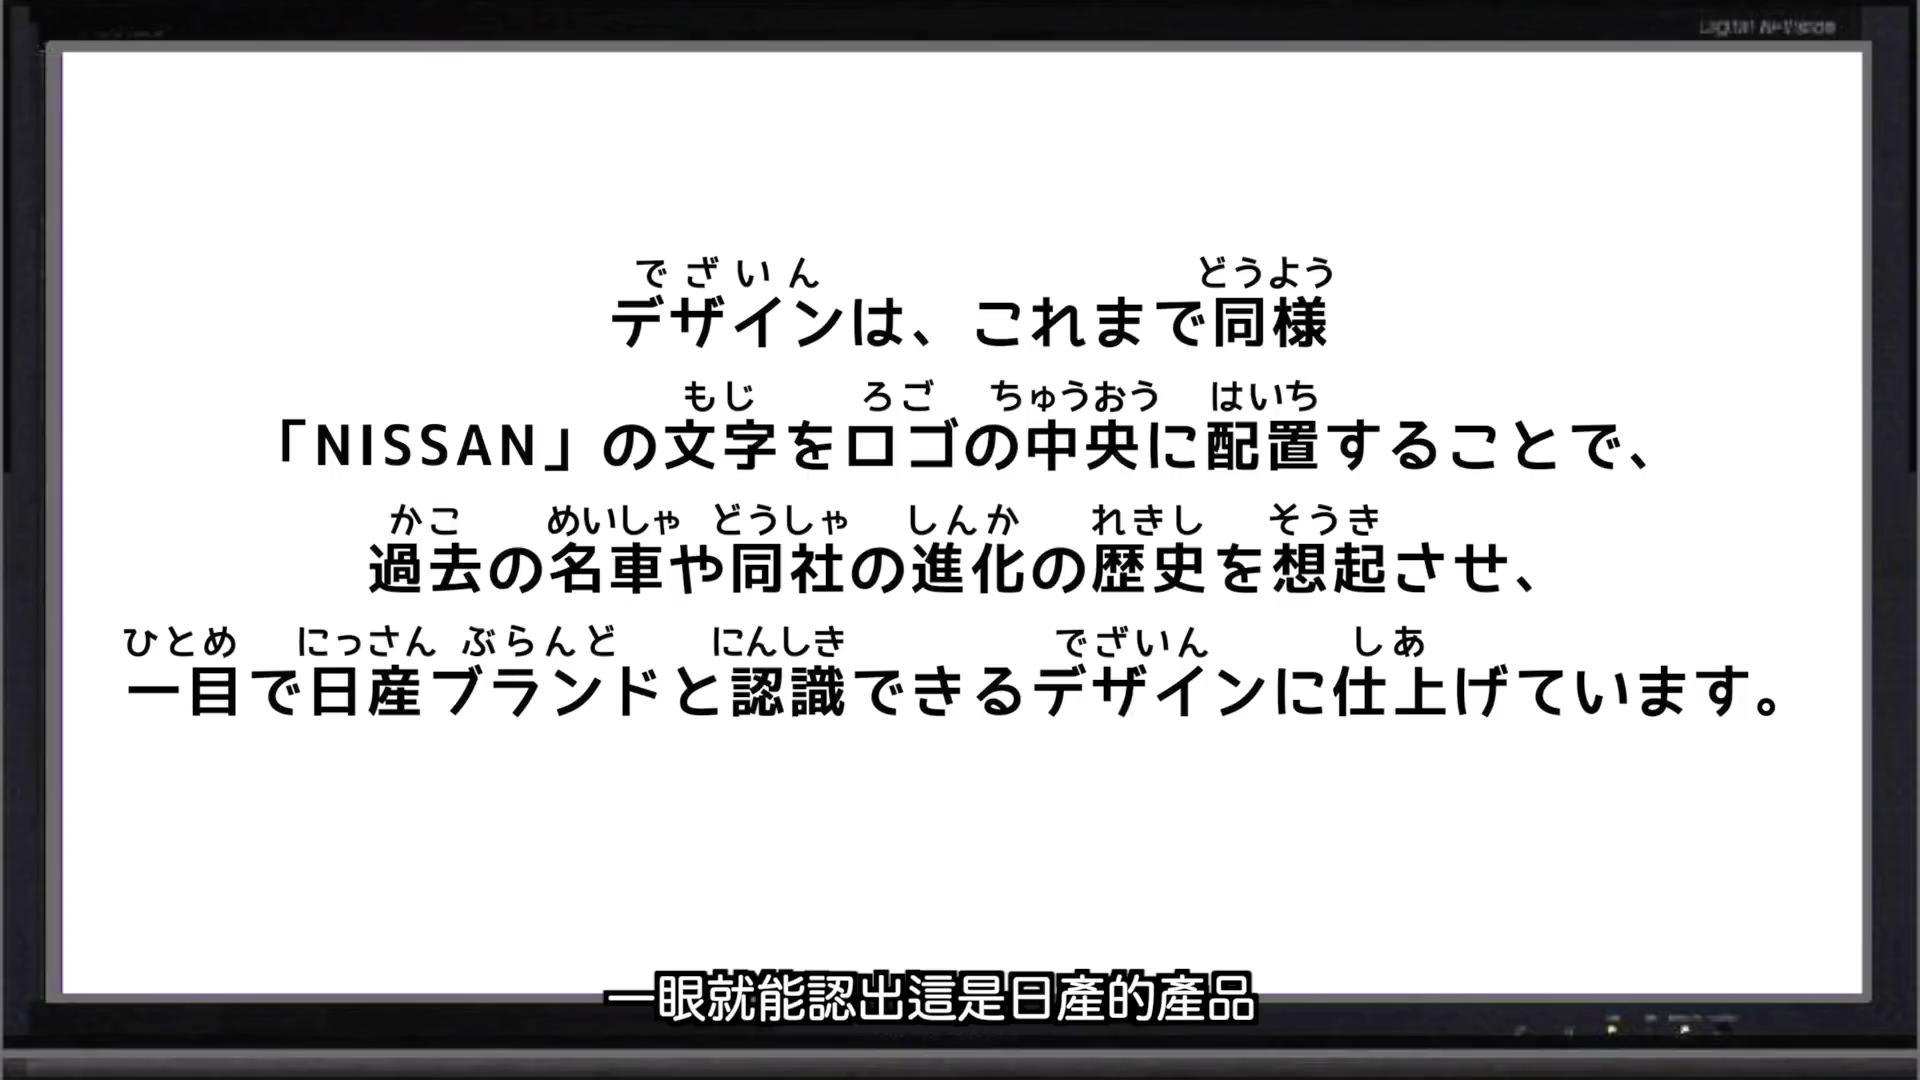 でざいん どうよう
デザインは、これまで同様
もじ ろご ちゅうおう はいち
「NISSAN」の文字をロゴの中央に配置することで、
かこ めいしゃ どうしゃ しんか れきし そうき
過去の名車や同社の進化の歴史を想起させ、
ひとめ にっさん ぶらんど にんしき でざいん しあ
一目で日産ブランドと認識できるデザインに仕上げています。
一眼就能認出這是日產的產品